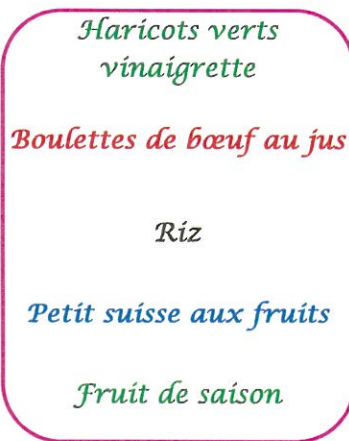 Haricots verts
vinaigrette
Boulettes de bœuf au jus
Riz
Petit suisse aux fruits
Fruit de saison